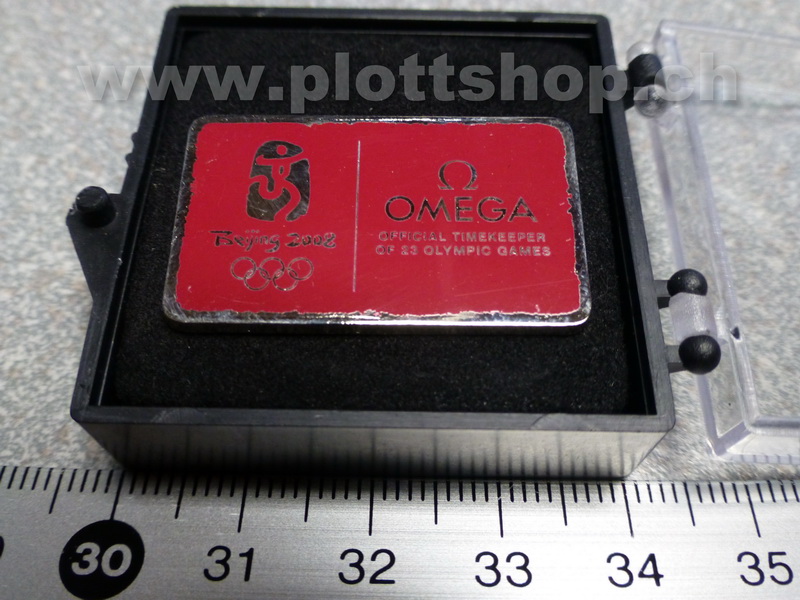 www.plottshop.ch
Beijing 2008
Ω
OMEGA
OFFICIAL TIMEKEEPER
OF 23 OLYMPIC GAMES
30 31 32 33 34 35